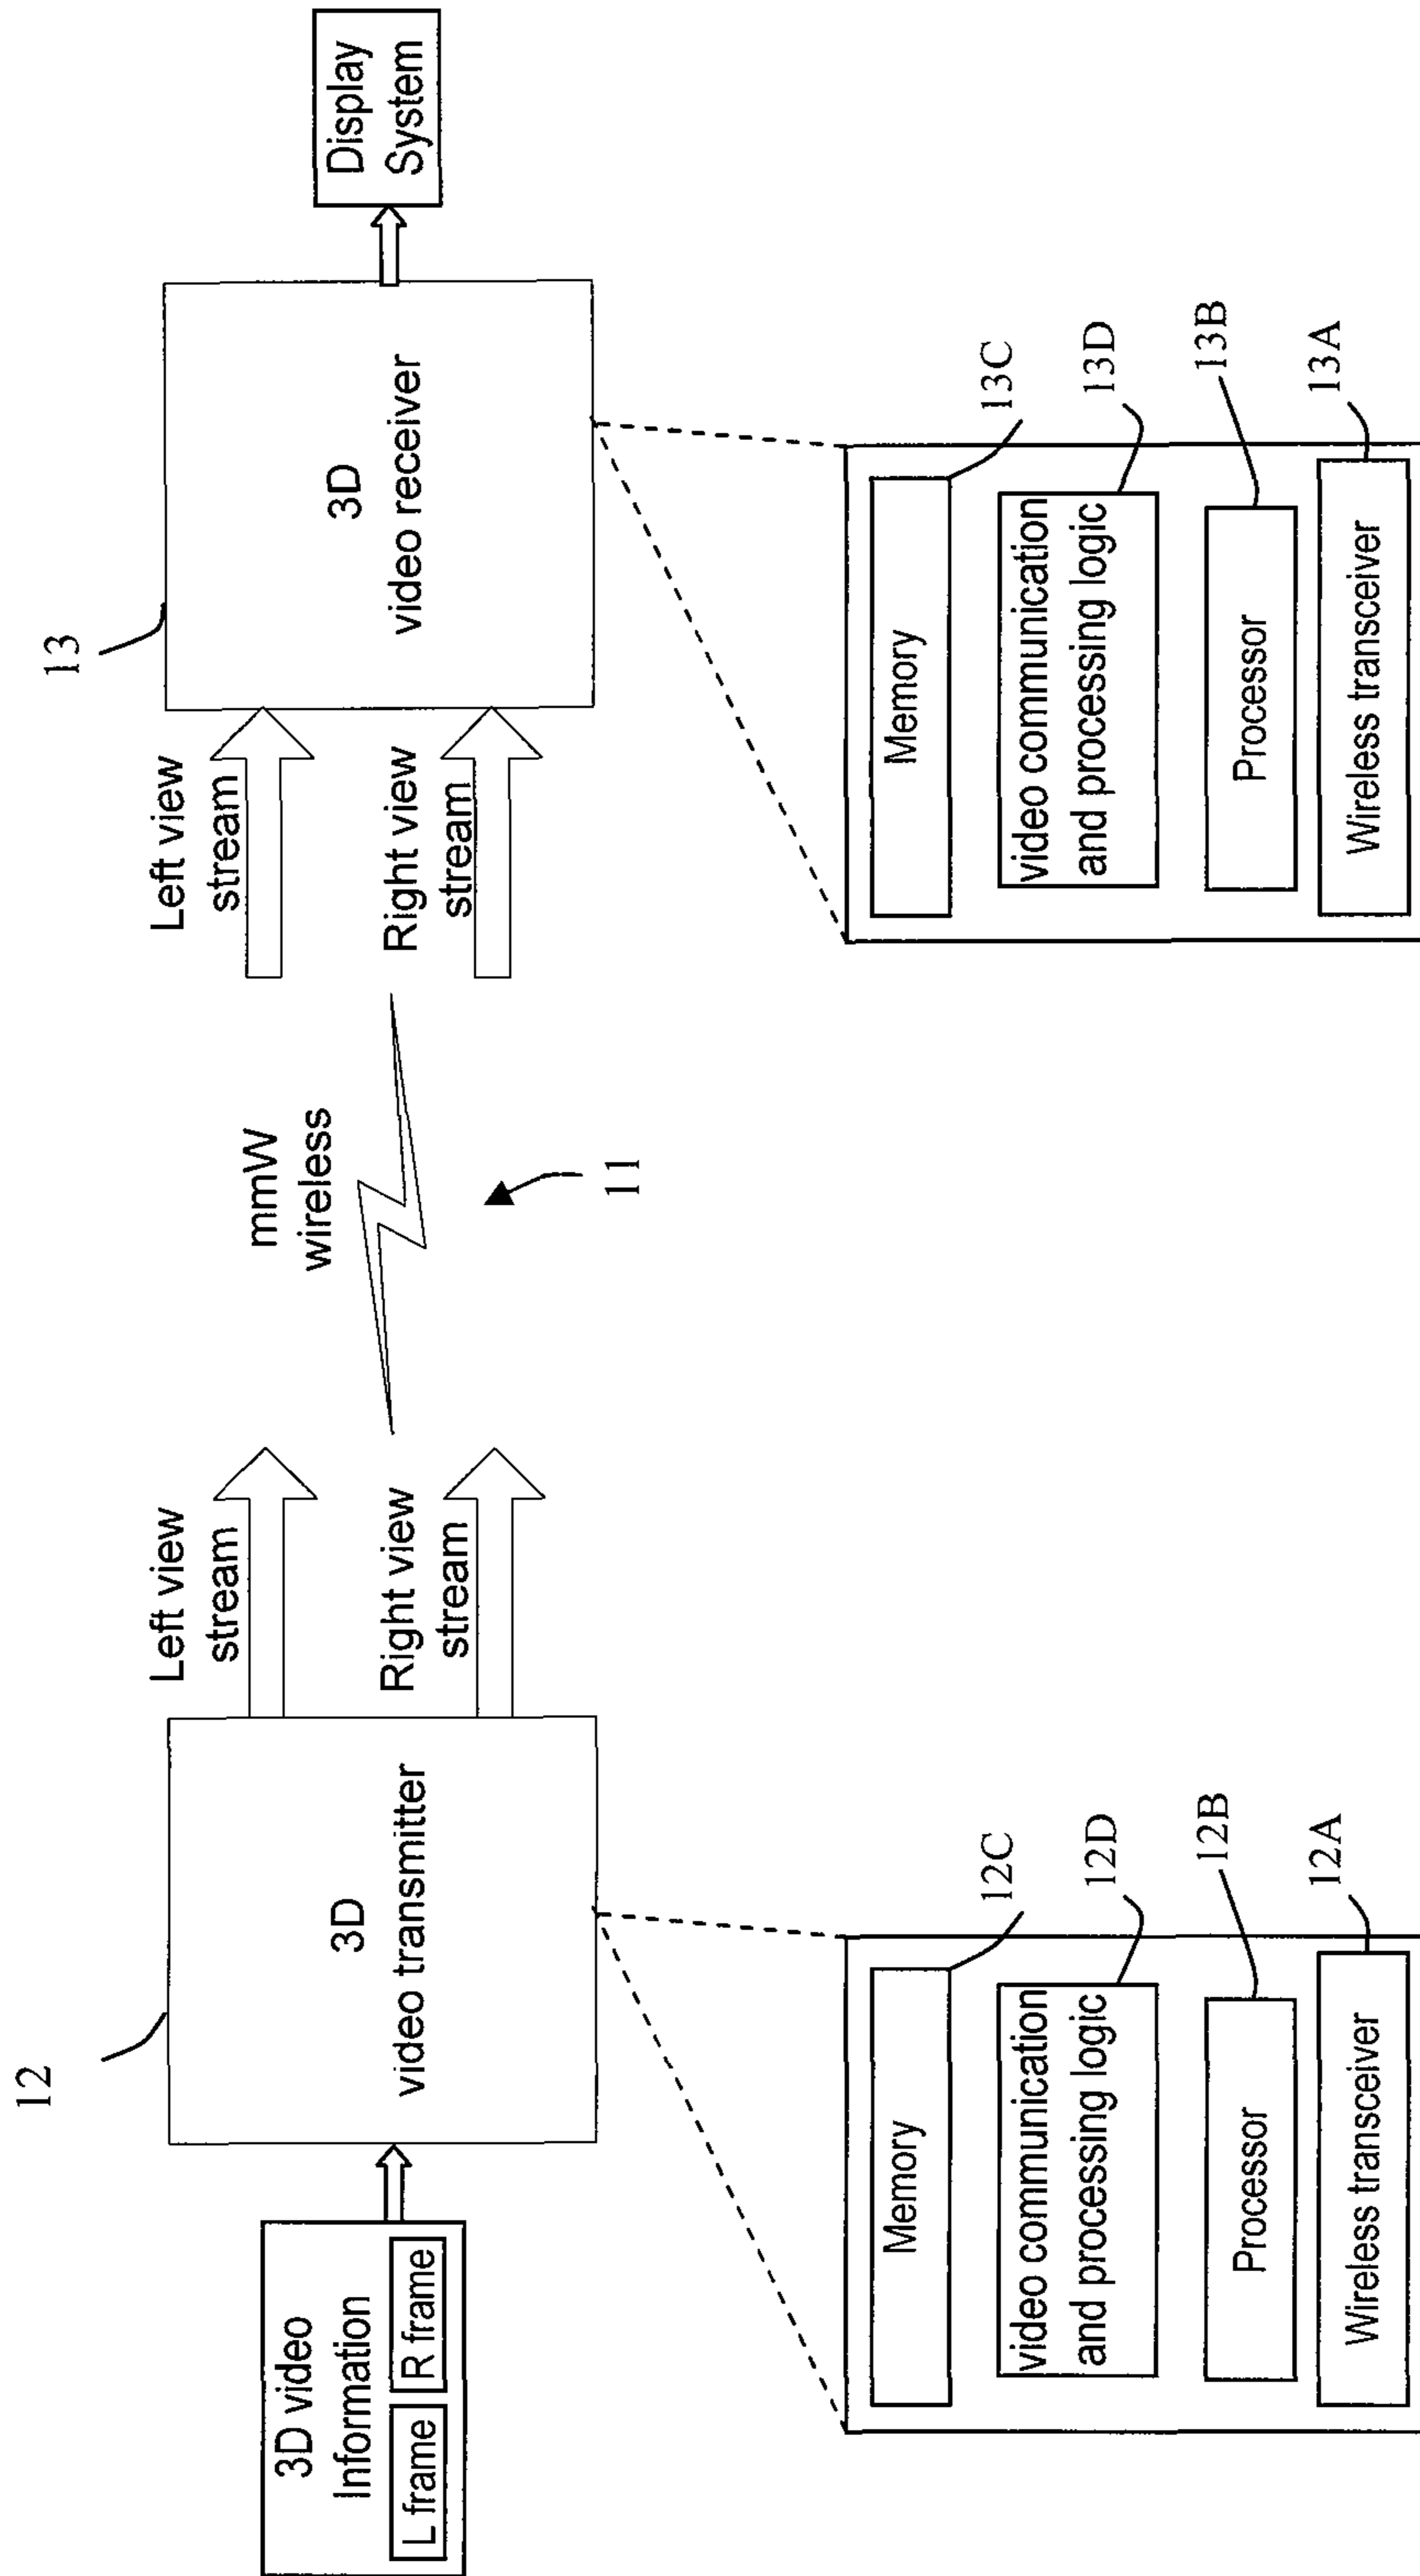 3D video
Information
L frame
R frame
12
3D
video transmitter
Left view
stream
Right view
stream
mmW
wireless
11
Left view
stream
Right view
stream
13
3D
video receiver
Display
System
Memory
12C
video communication
and processing logic
12D
Processor
12B
Wireless transceiver
12A
Memory
13C
video communication
and processing logic
13D
Processor
13B
Wireless transceiver
13A